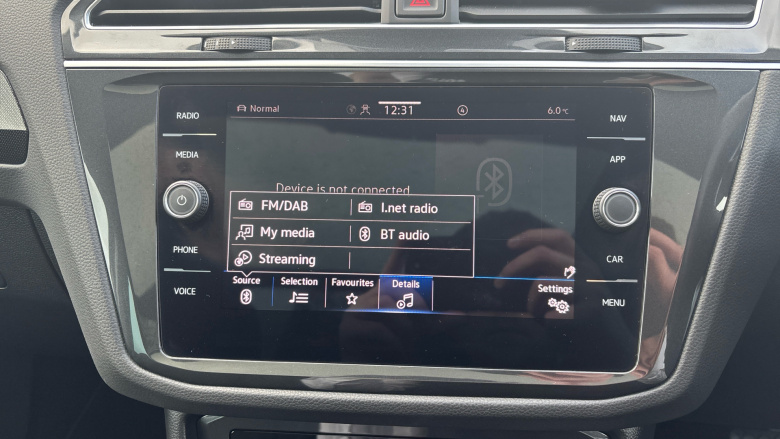 RADIO
MEDIA
PHONE
VOICE
Normal
12:31
4
6.0°C
NAV
APP
CAR
MENU
Device is not connected
FM/DAB
I.net radio
My media
BT audio
Streaming
Source
Selection
Favourites
Details
Settings